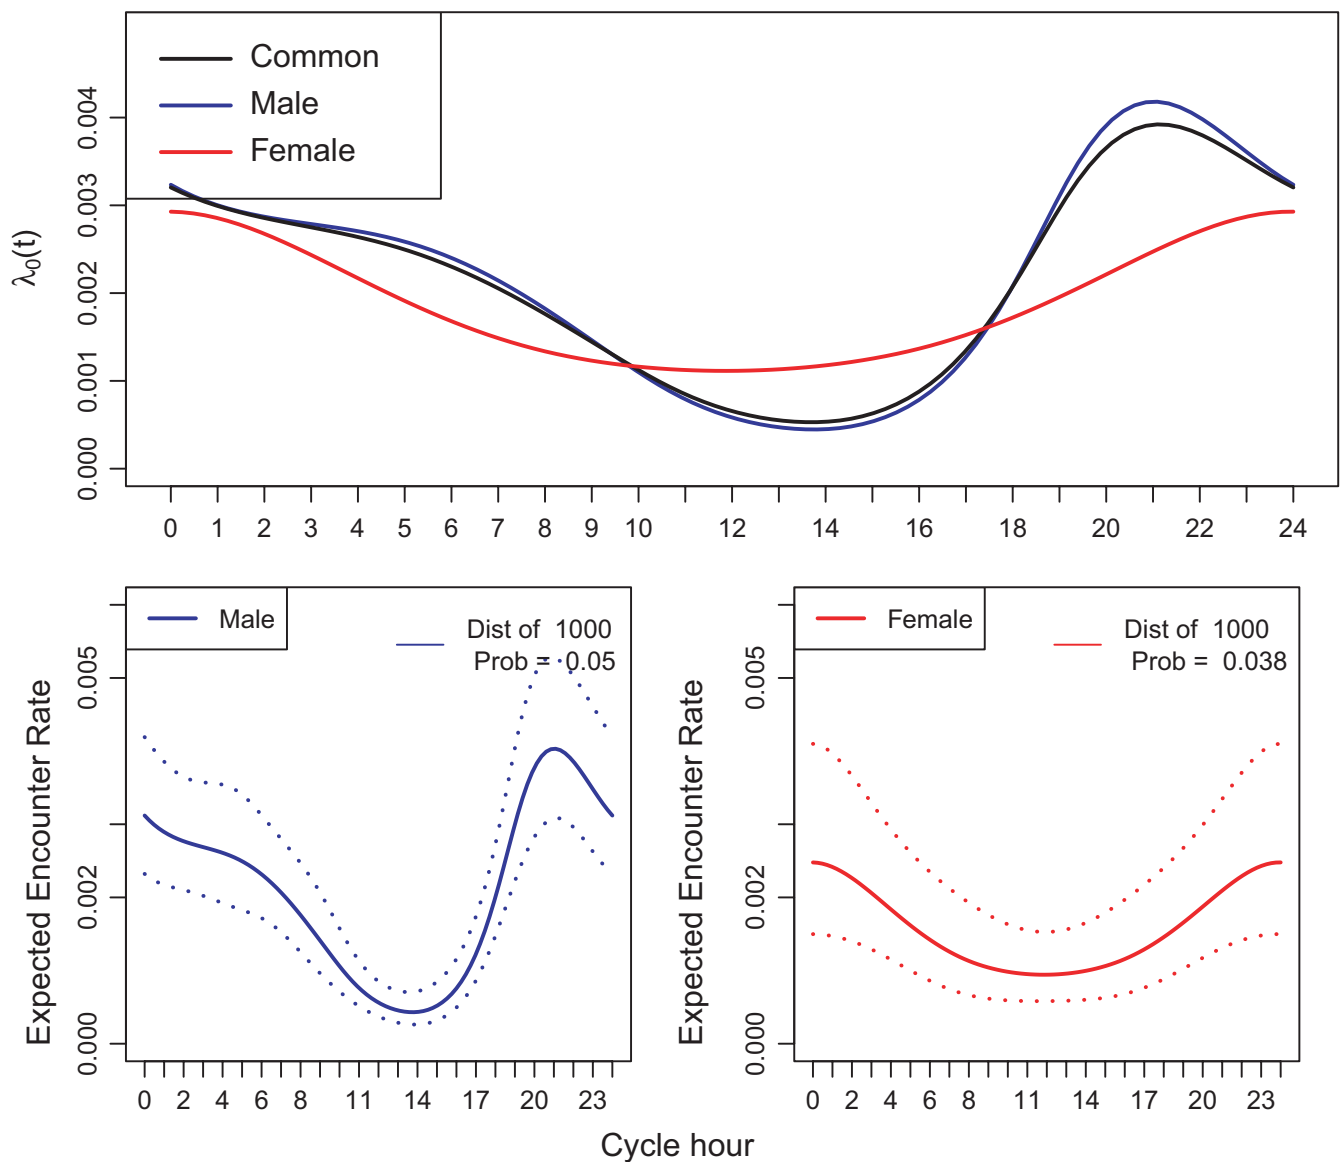 Common
Male
Female
λ₀(t)
0.004
0.003
0.002
0.001
0.000
0 1 2 3 4 5 6 7 8 9 10 12 14 16 18 20 22 24
Male
Dist of 1000
Prob = 0.05
Expected Encounter Rate
0.005
0.002
0.000
0 2 4 6 8 11 14 17 20 23
Female
Dist of 1000
Prob = 0.038
Expected Encounter Rate
0.005
0.002
0.000
0 2 4 6 8 11 14 17 20 23
Cycle hour